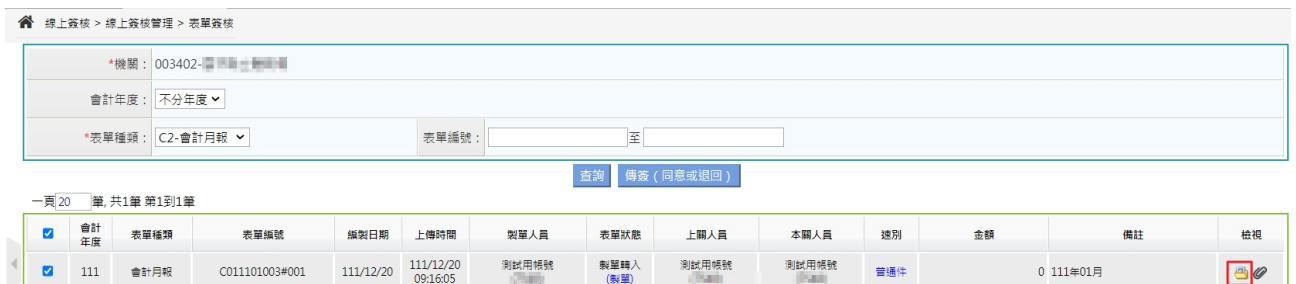 線上簽核 > 線上簽核管理 > 表單簽核
*機關： 003402-
會計年度： 不分年度
*表單種類： C2-會計月報 表單編號： 至
查詢 傳簽（同意或退回）
一頁 20 筆, 共1筆 第1到1筆
會計年度 表單種類 表單編號 編製日期 上傳時間 製單人員 表單狀態 上關人員 本關人員 速別 金額 備註 檢視
111 會計月報 C011101003#001 111/12/20 111/12/20 09:16:05 測試用帳號 製單轉入 (製單) 測試用帳號 測試用帳號 普通件 0 111年01月